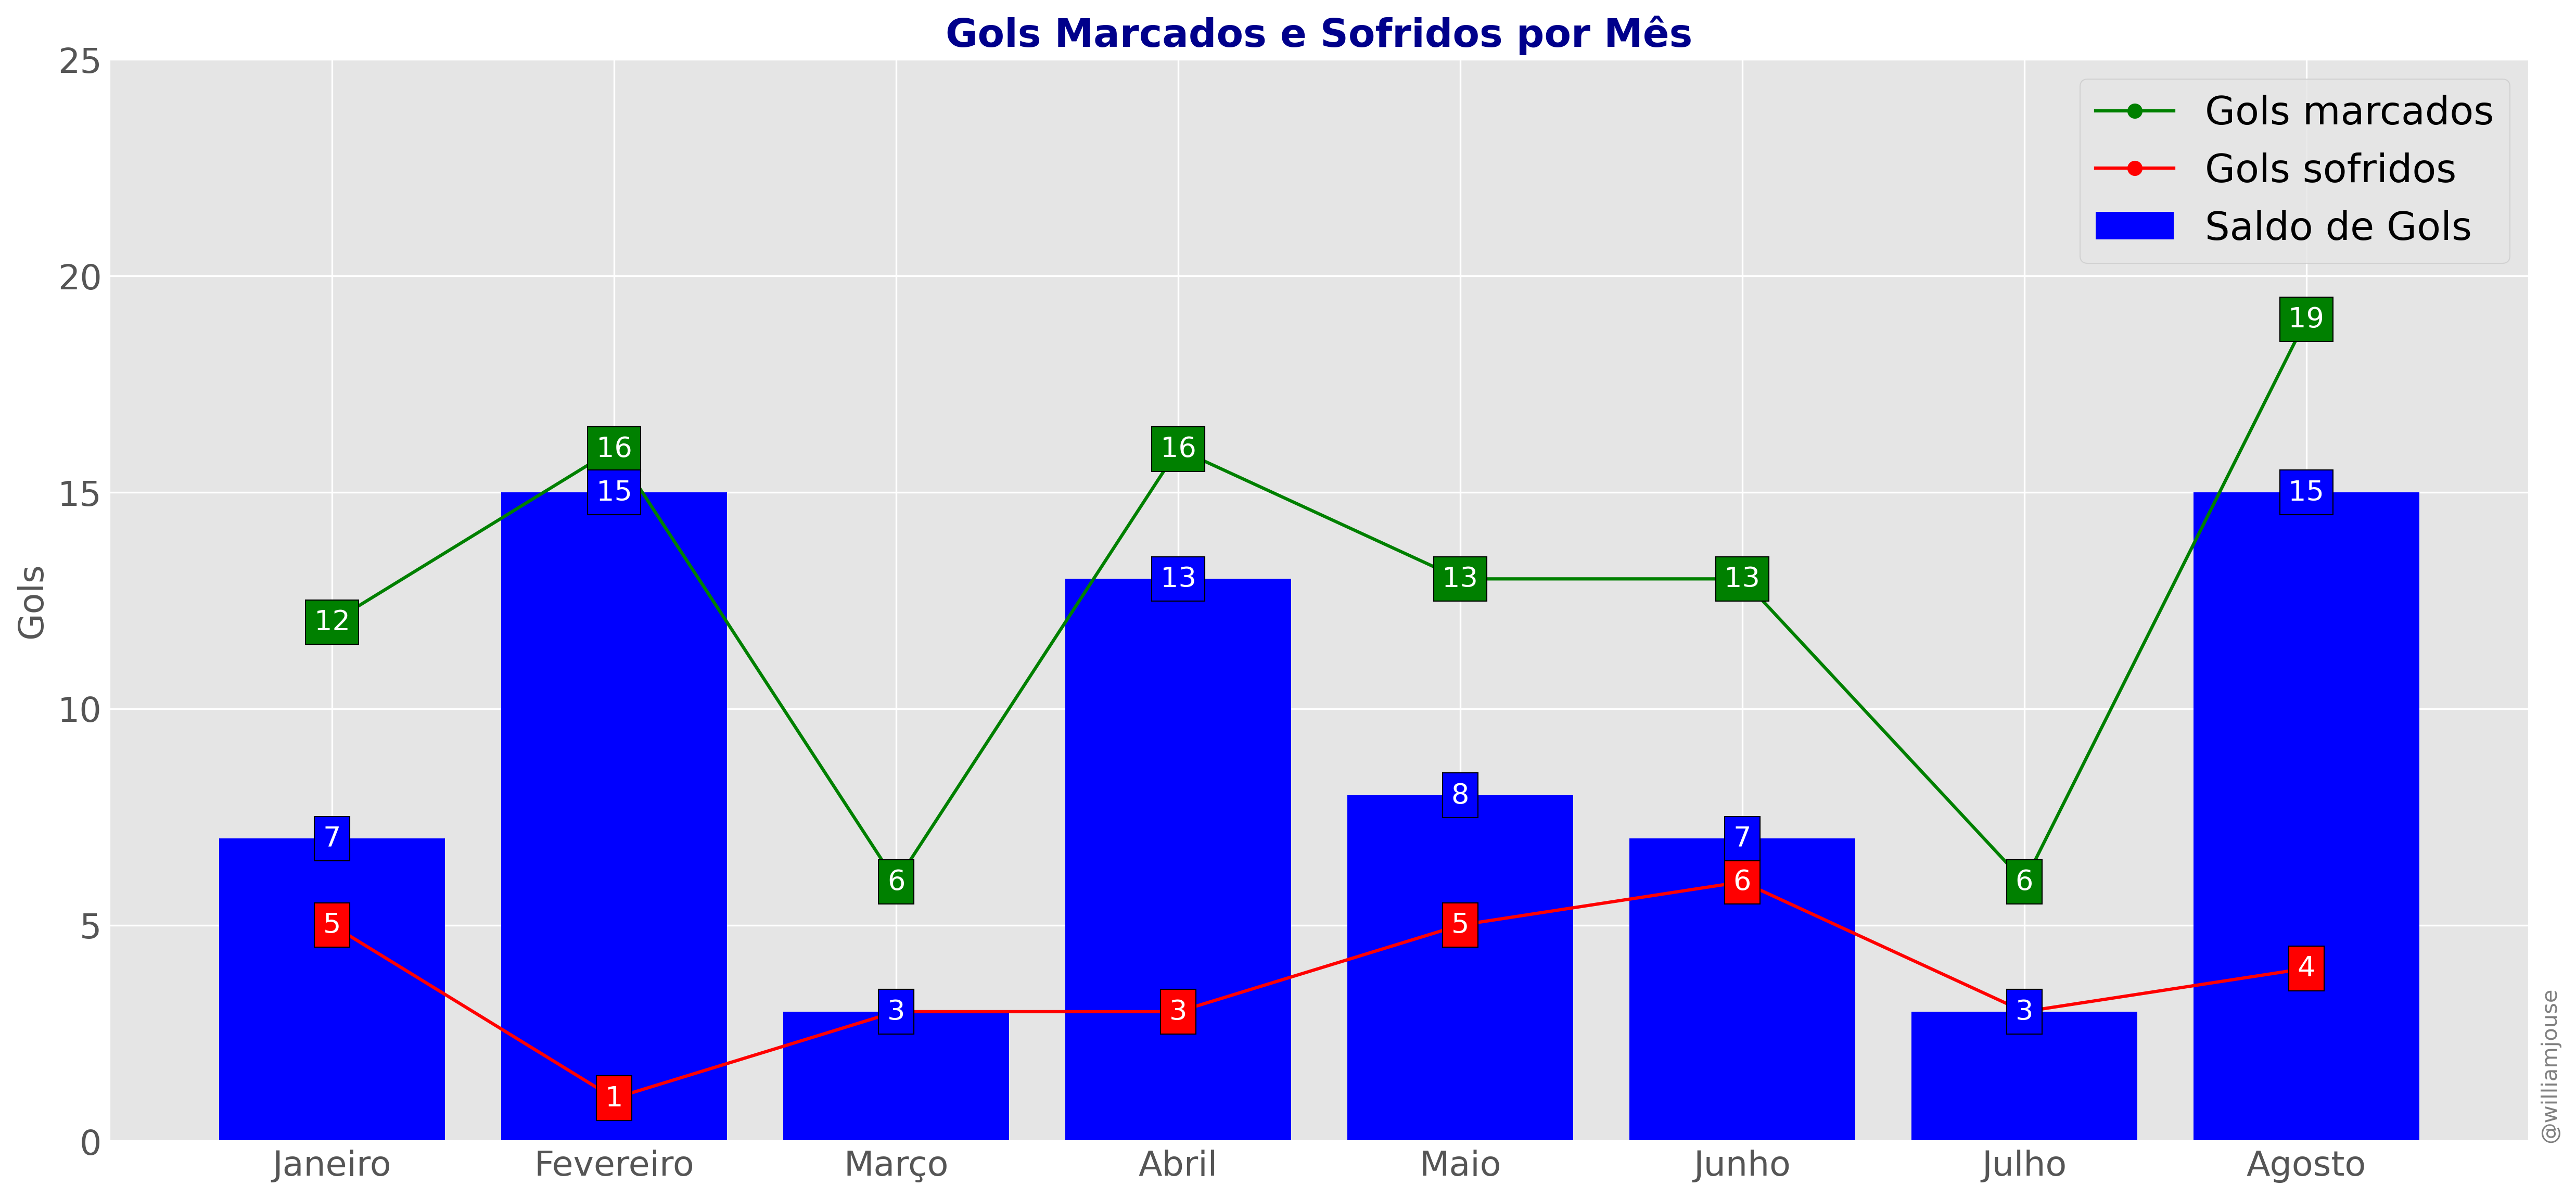 Gols Marcados e Sofridos por Mês
Gols marcados
Gols sofridos
Saldo de Gols
Gols
25
20
15
10
5
0
12
16
6
16
13
13
6
19
7
15
3
13
8
7
3
15
5
1
3
5
6
4
Janeiro
Fevereiro
Março
Abril
Maio
Junho
Julho
Agosto
@williamjouse